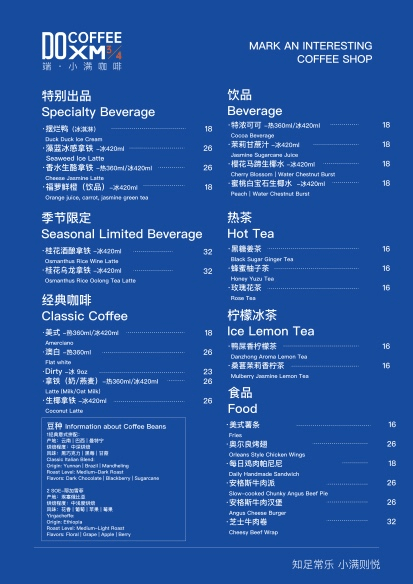 DO COFFEE
XM 3/4
瑞·小满咖啡
MARK AN INTERESTING
COFFEE SHOP
特别出品
Specialty Beverage
·摆烂鸭（冰淇淋） 18
Duck Duck Ice Cream
·藻蓝冰感拿铁 –冰420ml 26
Seaweed Ice Latte
·香水生酪拿铁 –热360ml/冰420ml 26
Cheese Jasmine Latte
·福萝鲜橙（饮品）–冰420ml 18
Orange juice, carrot, jasmine green tea
季节限定
Seasonal Limited Beverage
·桂花酒酿拿铁 –冰420ml 32
Osmanthus Rice Wine Latte
·桂花乌龙拿铁 –冰420ml 32
Osmanthus Rice Oolong Tea Latte
经典咖啡
Classic Coffee
·美式 –热360ml/冰420ml 18
Amerciano
·澳白 –热360ml 26
Flat white
·Dirty –冰 9oz 23
·拿铁（奶/燕麦）–热360ml/冰420ml 26
Latte (Milk/Oat Milk)
·生椰拿铁 –冰420ml 26
Coconut Latte
豆种 Information about Coffee Beans
1经典意式拼配:
产地：云南 | 巴西 | 曼特宁
烘焙程度：中深烘焙
风味：黑巧克力 | 黑莓 | 甘蔗
Classic Italian Blend:
Origin: Yunnan | Brazil | Mandheling
Roast Level: Medium-Dark Roast
Flavors: Dark Chocolate | Blackberry | Sugarcane
2 SOE-耶加雪菲
产地：埃塞俄比亚
烘焙程度：中浅度烘焙
风味：花香 | 葡萄 | 苹果 | 莓果
Yirgasheffe
Origin: Ethiopia
Roast Level: Medium-Light Roast
Flavors: Floral | Grape | Apple | Berry
饮品
Beverage
·特浓可可 –热360ml/冰420ml 18
Cocoa Beverage
·茉莉甘蔗汁 –冰420ml 18
Jasmine Sugarcane Juice
·樱花马蹄生椰水 –冰420ml 18
Cherry Blossom | Water Chestnut Burst
·蜜桃白宝石生椰水 –冰420ml 18
Peach | Water Chestnut Burst
热茶
Hot Tea
·黑糖姜茶 16
Black Sugar Ginger Tea
·蜂蜜柚子茶 16
Honey Yuzu Tea
·玫瑰花茶 16
Rose Tea
柠檬冰茶
Ice Lemon Tea
·鸭屎香柠檬茶 16
Danzhong Aroma Lemon Tea
·桑葚茉莉香柠茶 16
Mulberry Jasmine Lemon Tea
食品
Food
·美式薯条 16
Fries
·奥尔良烤翅 26
Orleans Style Chicken Wings
·每日鸡肉帕尼尼 18
Daily Handmade Sandwich
·安格斯牛肉派 26
Slow-cooked Chunky Angus Beef Pie
·安格斯牛肉汉堡 26
Angus Cheese Burger
·芝士牛肉卷 32
Cheesy Beef Wrap
知足常乐 小满则悦